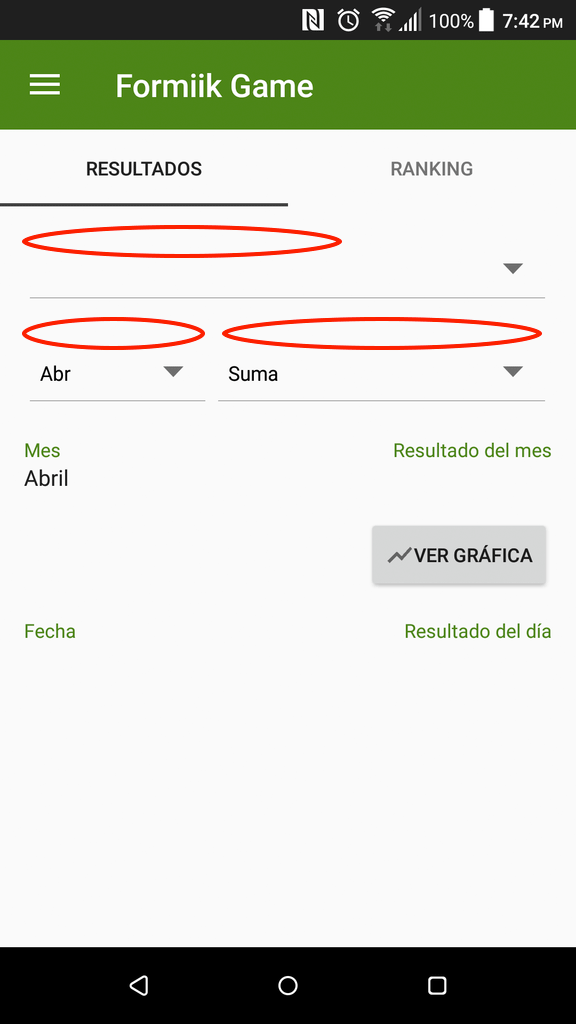 100% 7:42 PM
Formiik Game
RESULTADOS RANKING
Abr Suma
Mes Resultado del mes
Abril
VER GRÁFICA
Fecha Resultado del día